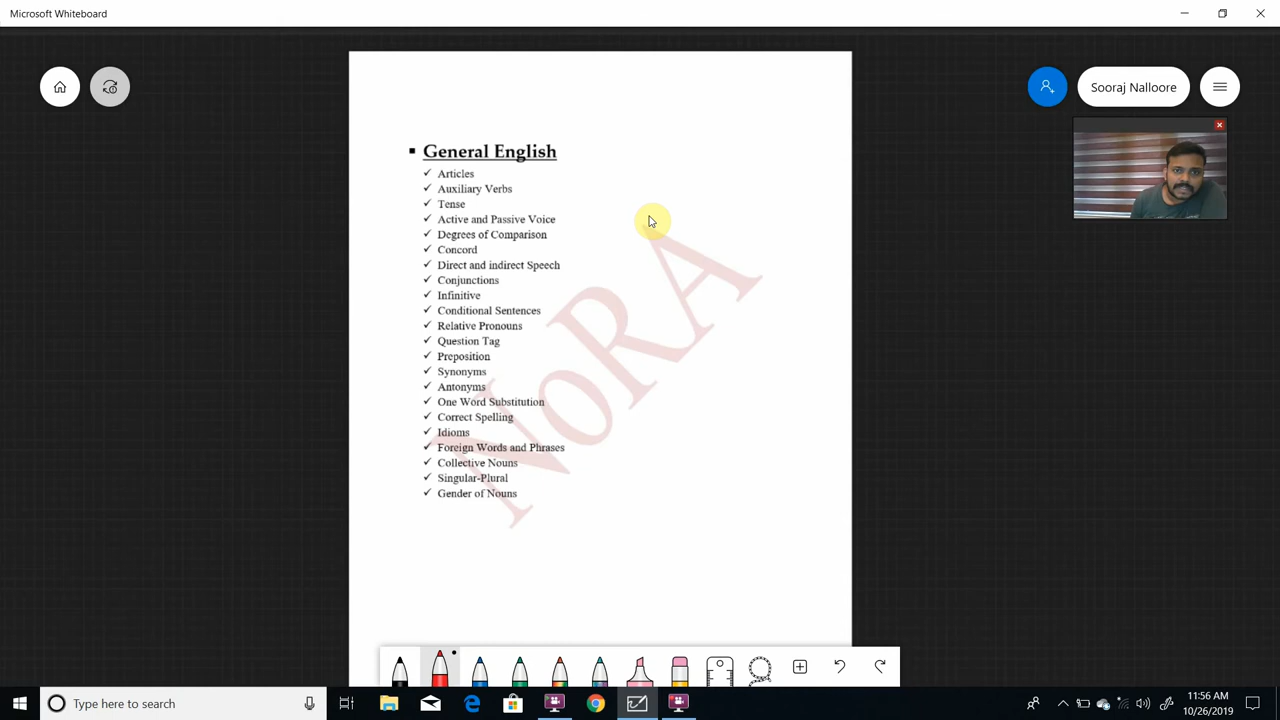 Microsoft Whiteboard
Sooraj Nalloore
General English
Articles
Auxiliary Verbs
Tense
Active and Passive Voice
Degrees of Comparison
Concord
Direct and indirect Speech
Conjunctions
Infinitive
Conditional Sentences
Relative Pronouns
Question Tag
Preposition
Synonyms
Antonyms
One Word Substitution
Correct Spelling
Idioms
Foreign Words and Phrases
Collective Nouns
Singular-Plural
Gender of Nouns
NoRA
Type here to search
11:56 AM
10/26/2019